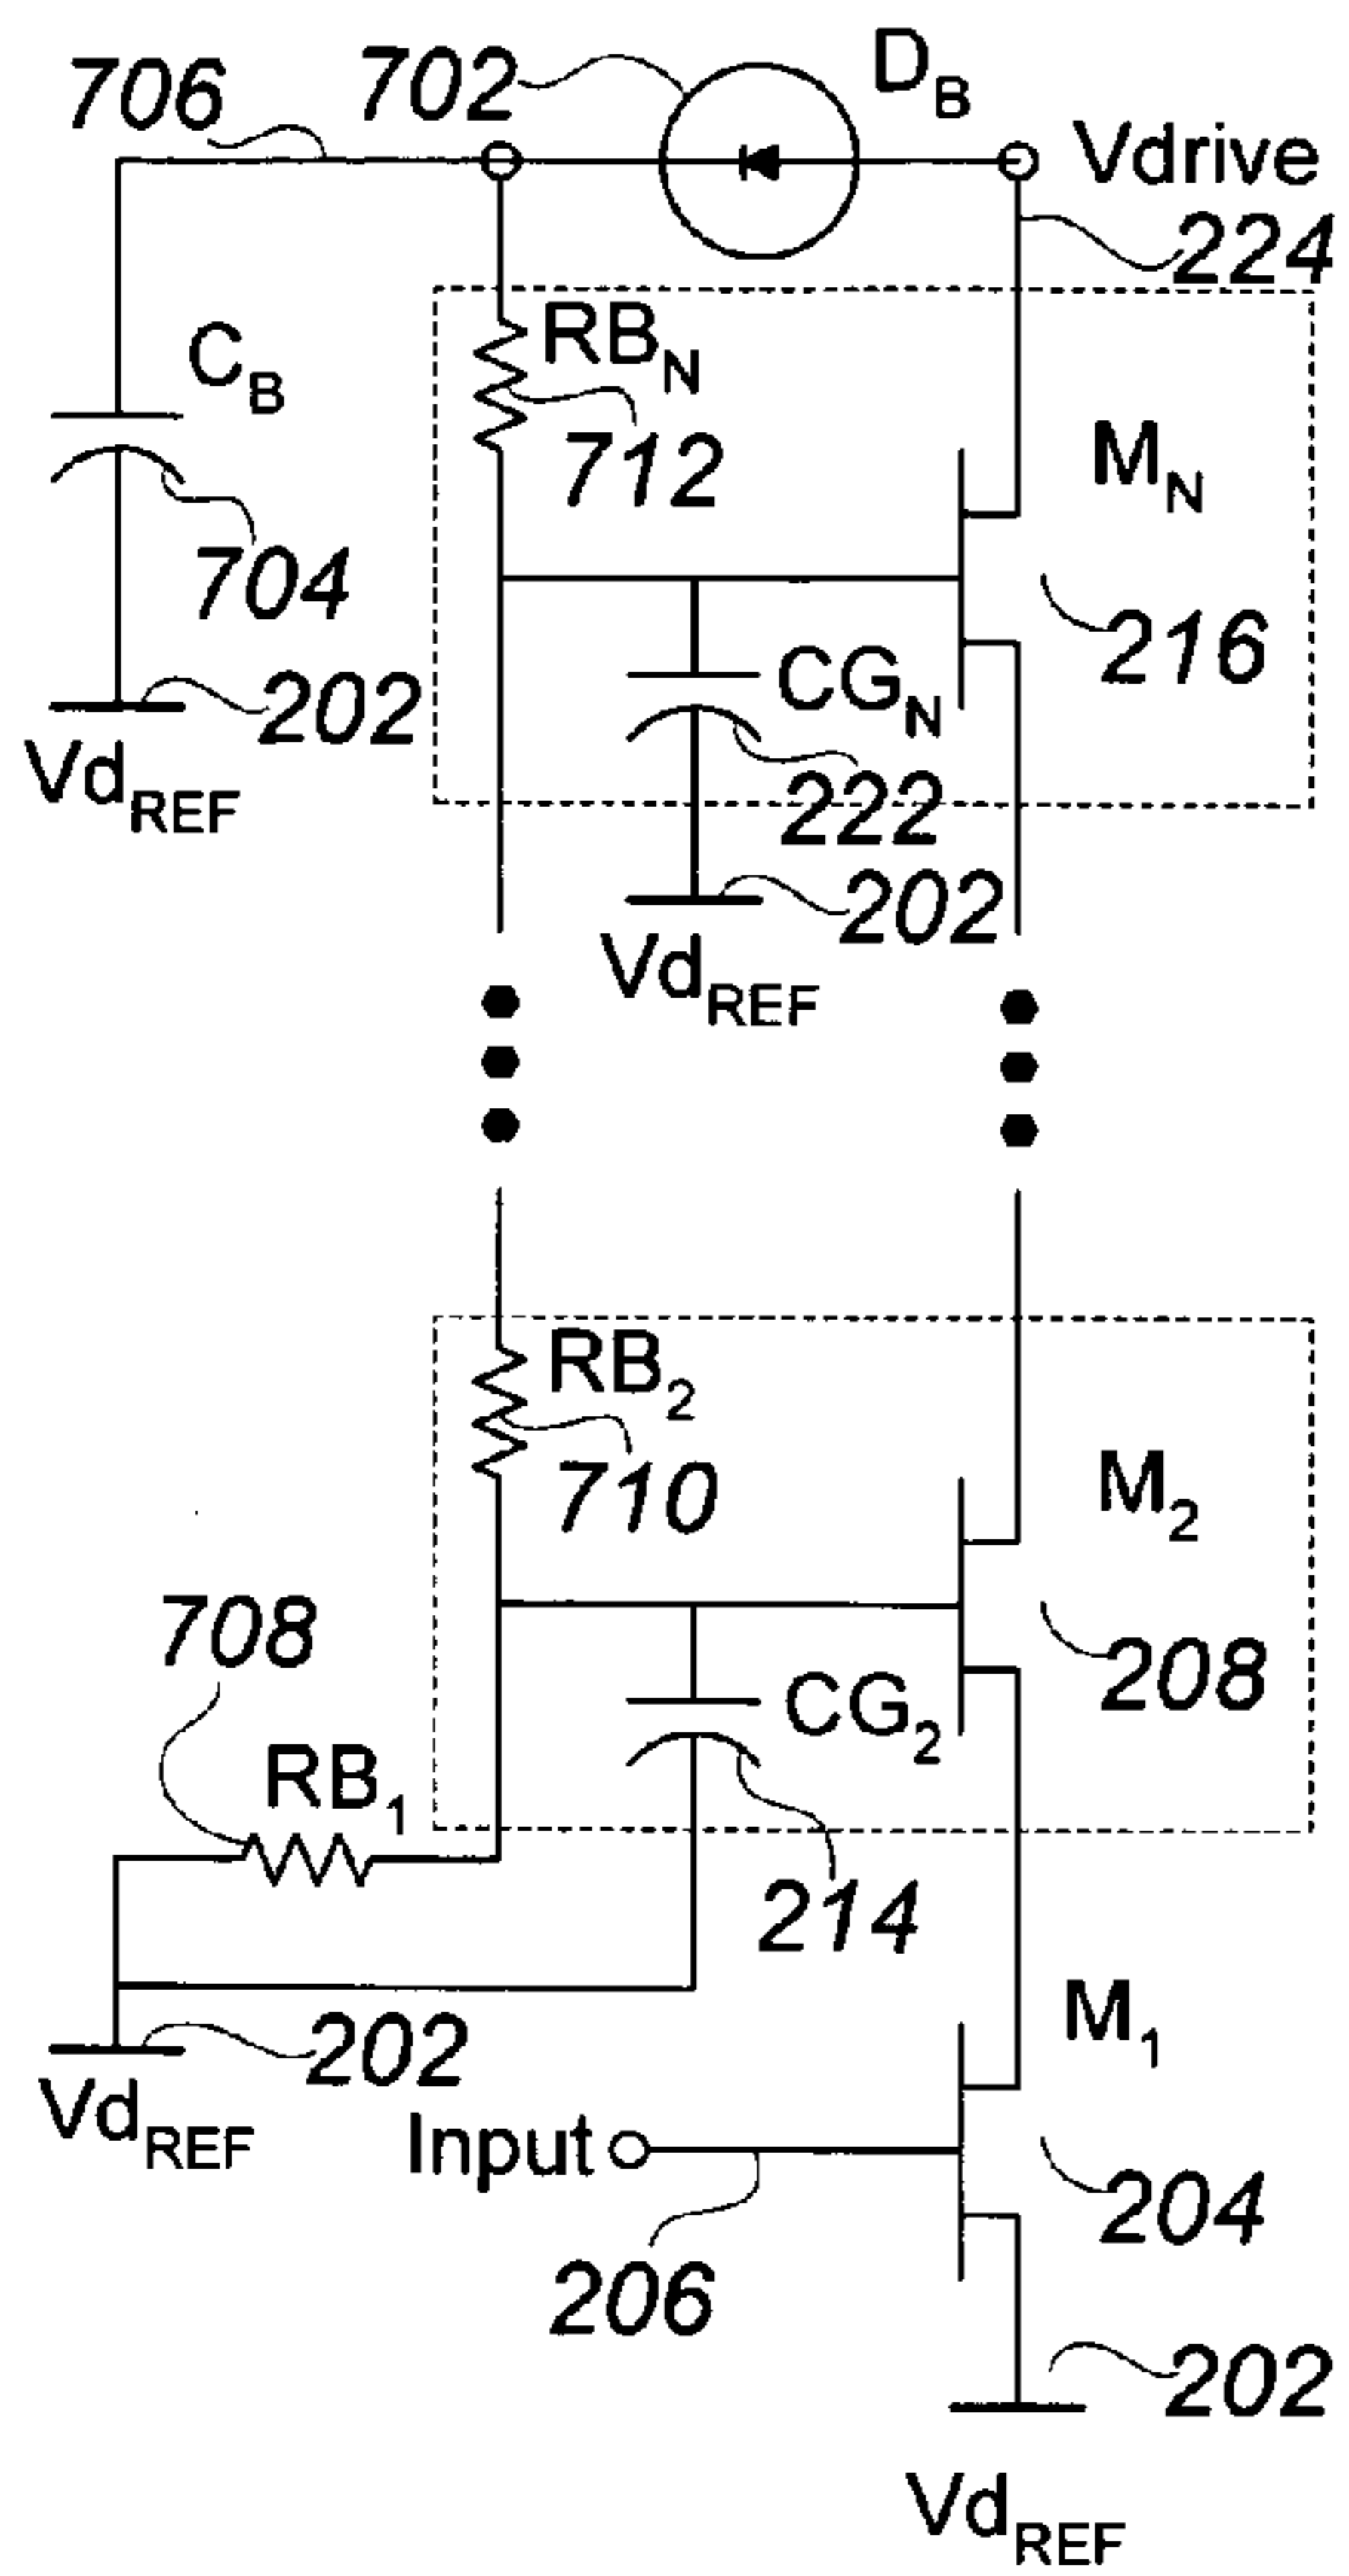 D_B
706
702
Vdrive
224
RB_N
C_B
712
M_N
704
216
CG_N
202
Vd_REF
222
202
Vd_REF
RB_2
710
M_2
708
208
CG_2
RB_1
214
M_1
202
Vd_REF
Input
204
206
202
Vd_REF